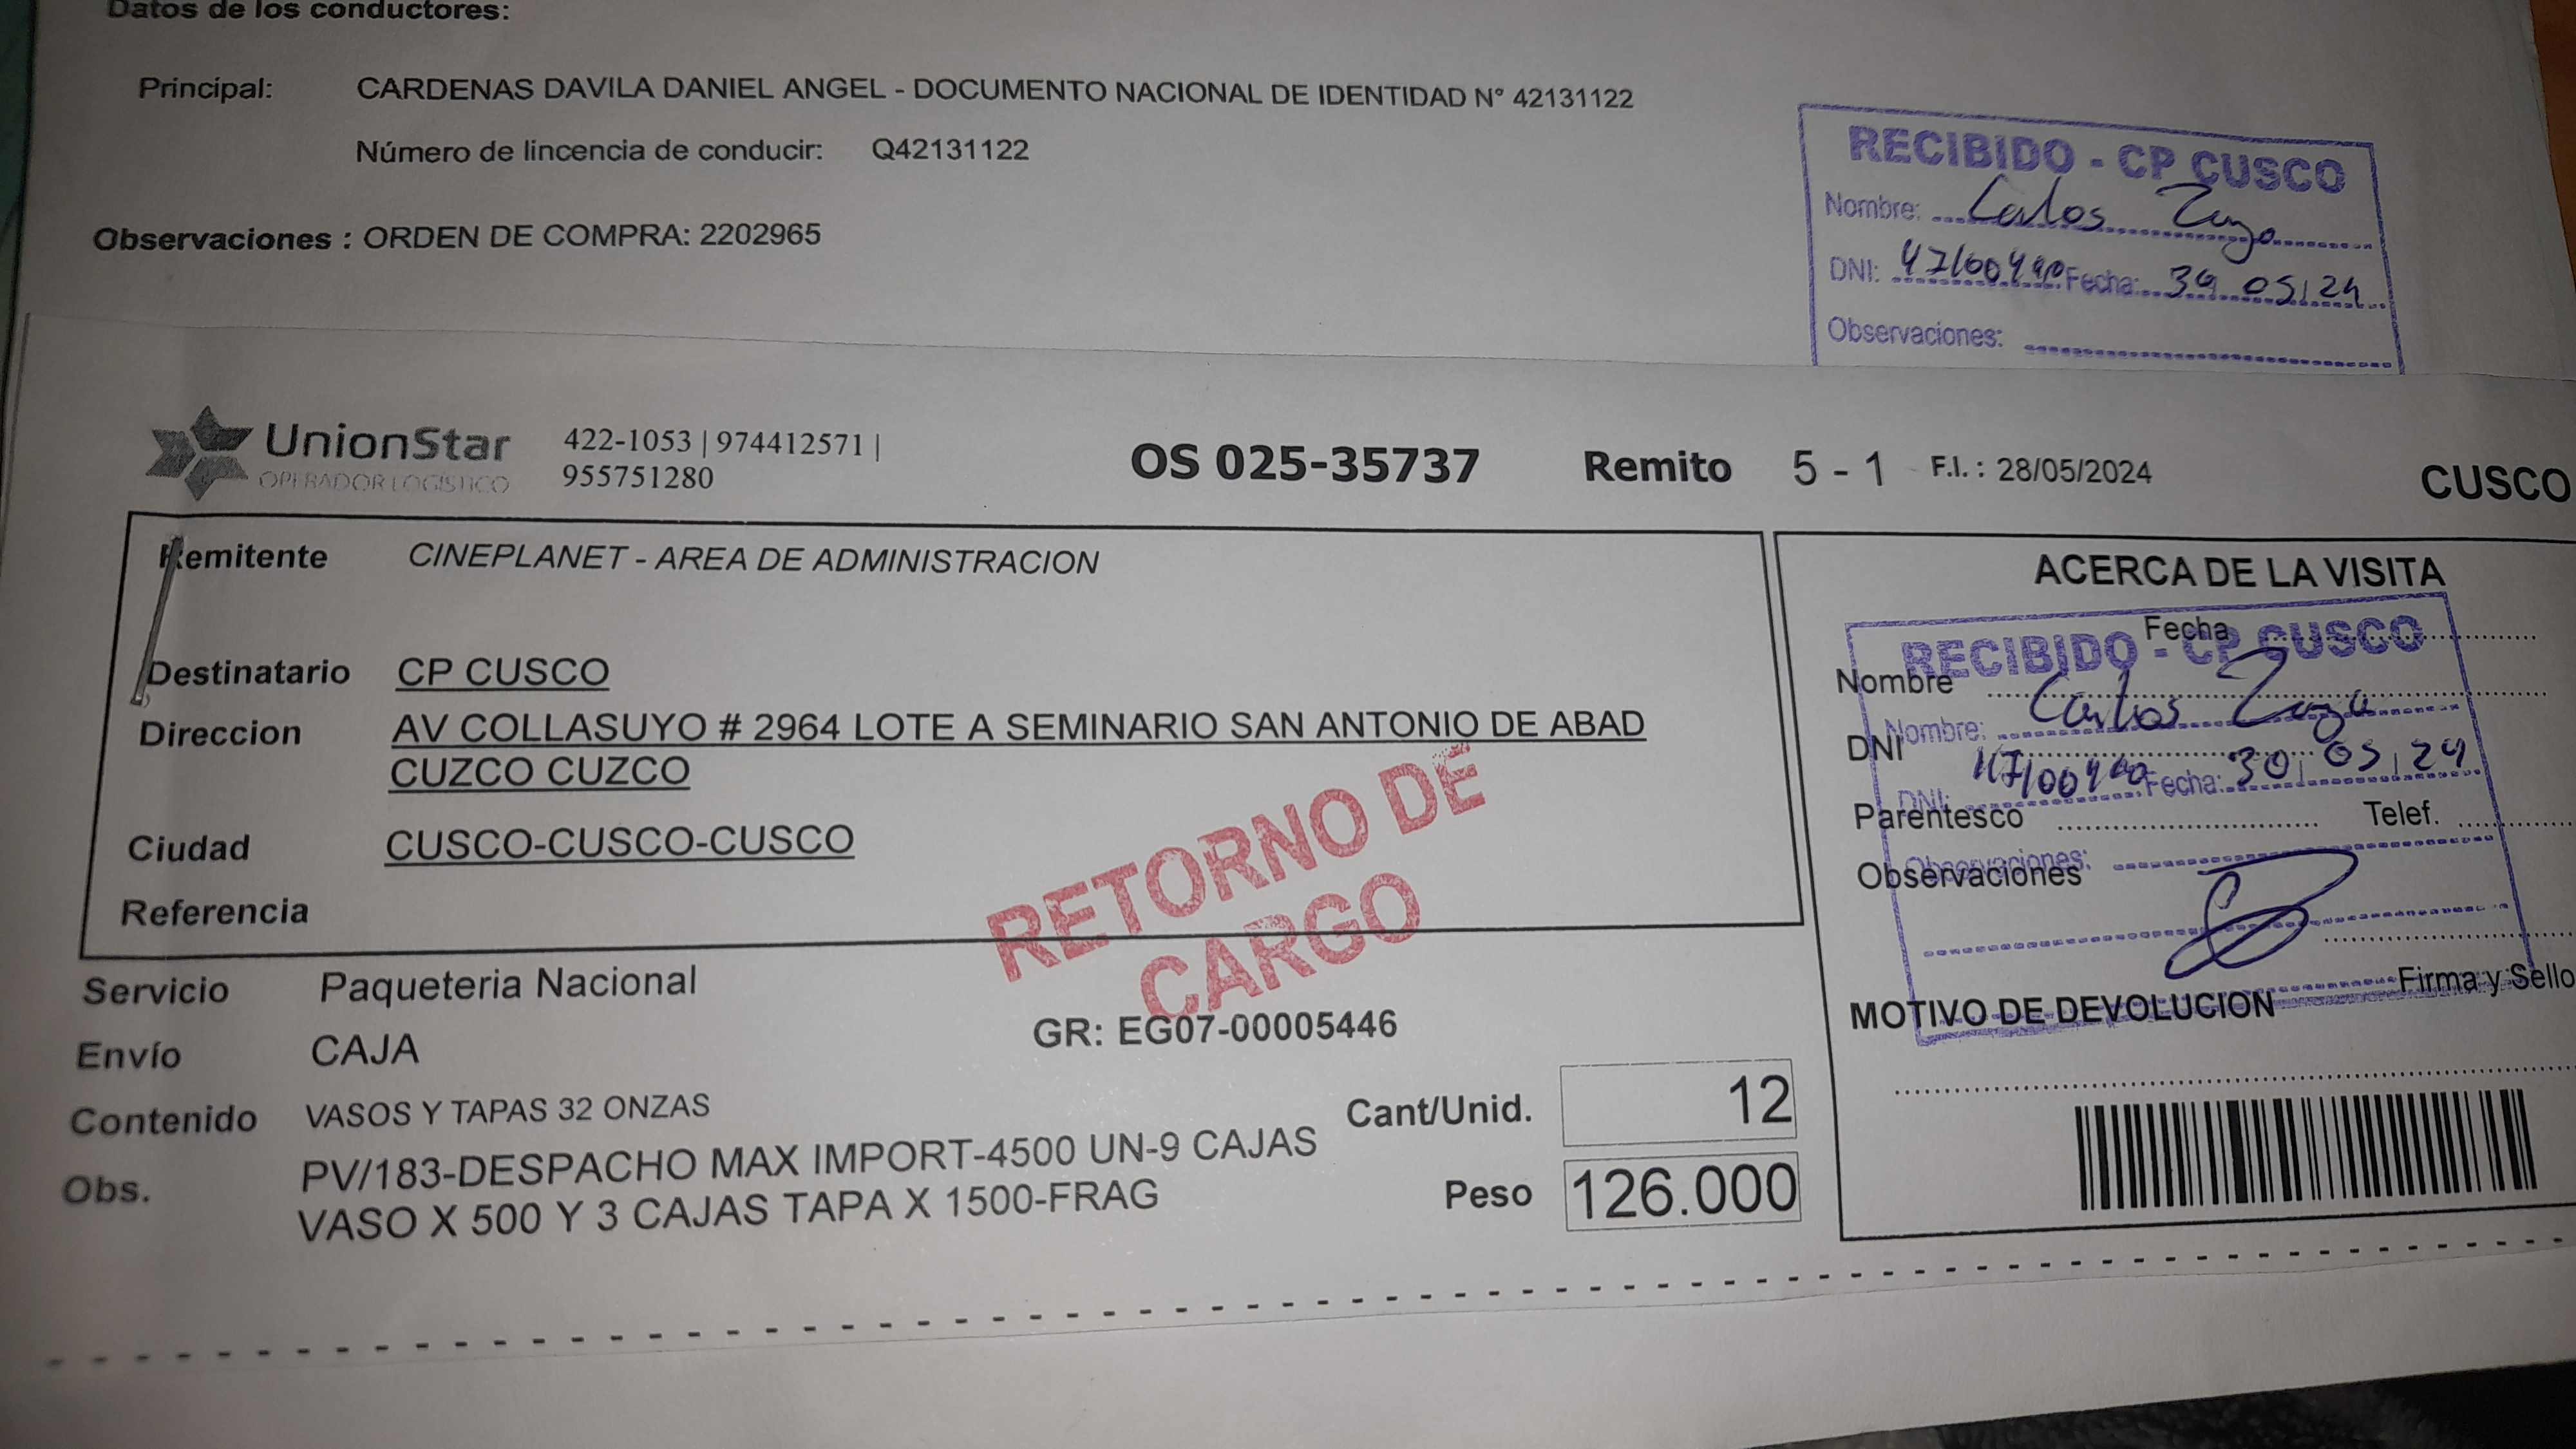 Datos de los conductores:
Principal: CARDENAS DAVILA DANIEL ANGEL - DOCUMENTO NACIONAL DE IDENTIDAD N° 42131122
Número de lincencia de conducir: Q42131122
Observaciones : ORDEN DE COMPRA: 2202965
RECIBIDO - CP CUSCO
Nombre: Carlos
DNI: Fecha: 05/24
Observaciones:
UnionStar
OPERADOR LOGISTICO
422-1053 | 974412571 |
955751280
OS 025-35737 Remito 5 - 1 F.I. : 28/05/2024 CUSCO
Remitente CINEPLANET - AREA DE ADMINISTRACION
Destinatario CP CUSCO
Direccion AV COLLASUYO # 2964 LOTE A SEMINARIO SAN ANTONIO DE ABAD
CUZCO CUZCO
Ciudad CUSCO-CUSCO-CUSCO
Referencia
RETORNO DE
CARGO
ACERCA DE LA VISITA
Fecha
RECIBIDO - CP CUSCO
Nombre
Nombre: Carlos
DNI
DNI: Fecha: 30/05/24
Parentesco Telef.
Observaciones:
Observaciones
Firma y Sello
MOTIVO DE DEVOLUCION
Servicio Paqueteria Nacional
Envío CAJA
GR: EG07-00005446
Contenido VASOS Y TAPAS 32 ONZAS
Cant/Unid. 12
Obs. PV/183-DESPACHO MAX IMPORT-4500 UN-9 CAJAS
VASO X 500 Y 3 CAJAS TAPA X 1500-FRAG
Peso 126.000